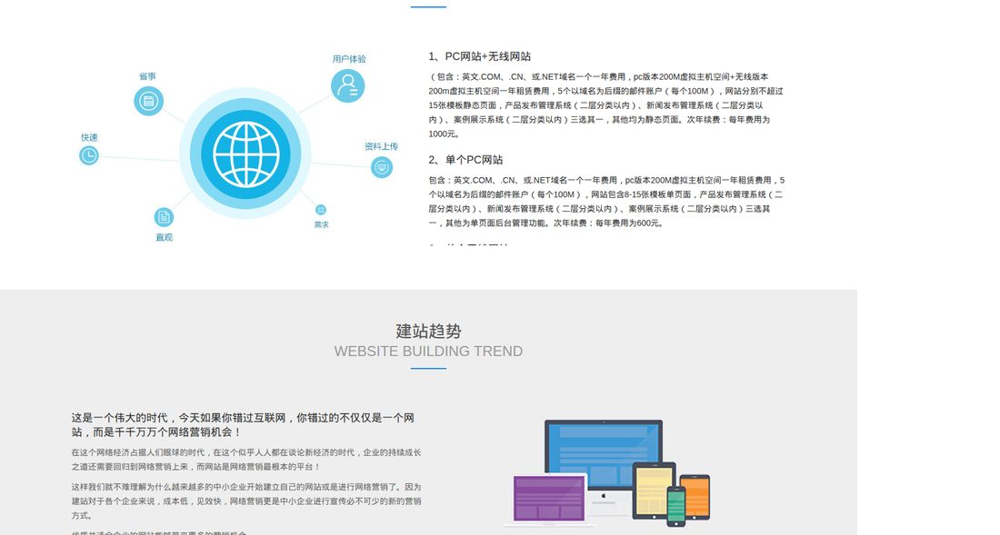 用户体验
省事
快速
资料上传
需求
直观
1、PC网站+无线网站
（包含：英文.COM、.CN、或.NET域名一个一年费用，pc版本200M虚拟主机空间+无线版本
200m虚拟主机空间一年租赁费用，5个以域名为后缀的邮件账户（每个100M），网站分别不超过
15张模板静态页面，产品发布管理系统（二层分类以内）、新闻发布管理系统（二层分类以
内）、案例展示系统（二层分类以内）三选其一，其他均为静态页面。次年续费：每年费用为
1000元。
2、单个PC网站
包含：英文.COM、.CN、或.NET域名一个一年费用，pc版本200M虚拟主机空间一年租赁费用，5
个以域名为后缀的邮件账户（每个100M），网站包含8-15张模板单页面，产品发布管理系统（二
层分类以内）、新闻发布管理系统（二层分类以内）、案例展示系统（二层分类以内）三选其
一，其他为单页面后台管理功能。次年续费：每年费用为600元。
建站趋势
WEBSITE BUILDING TREND
这是一个伟大的时代，今天如果你错过互联网，你错过的不仅仅是一个网
站，而是千千万万个网络营销机会！
在这个网络经济占据人们眼球的时代，在这个似乎人人都在谈论新经济的时代，企业的持续成长
之道还需要回归到网络营销上来，而网站是网络营销最根本的平台！
这样我们就不难理解为什么越来越多的中小企业开始建立自己的网站或是进行网络营销了。因为
建站对于各个企业来说，成本低，见效快，网络营销更是中小企业进行宣传必不可少的新的营销
方式。